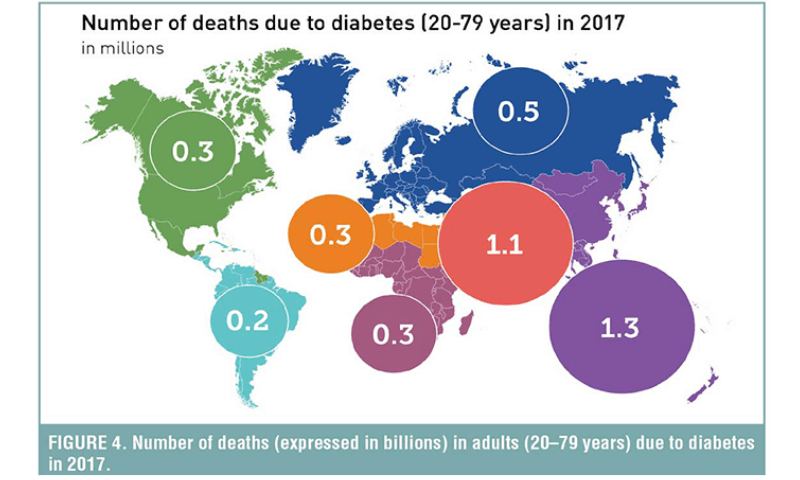 Number of deaths due to diabetes (20-79 years) in 2017
in millions
0.5
0.3
0.3
1.1
0.2
0.3
1.3
FIGURE 4. Number of deaths (expressed in billions) in adults (20–79 years) due to diabetes
in 2017.